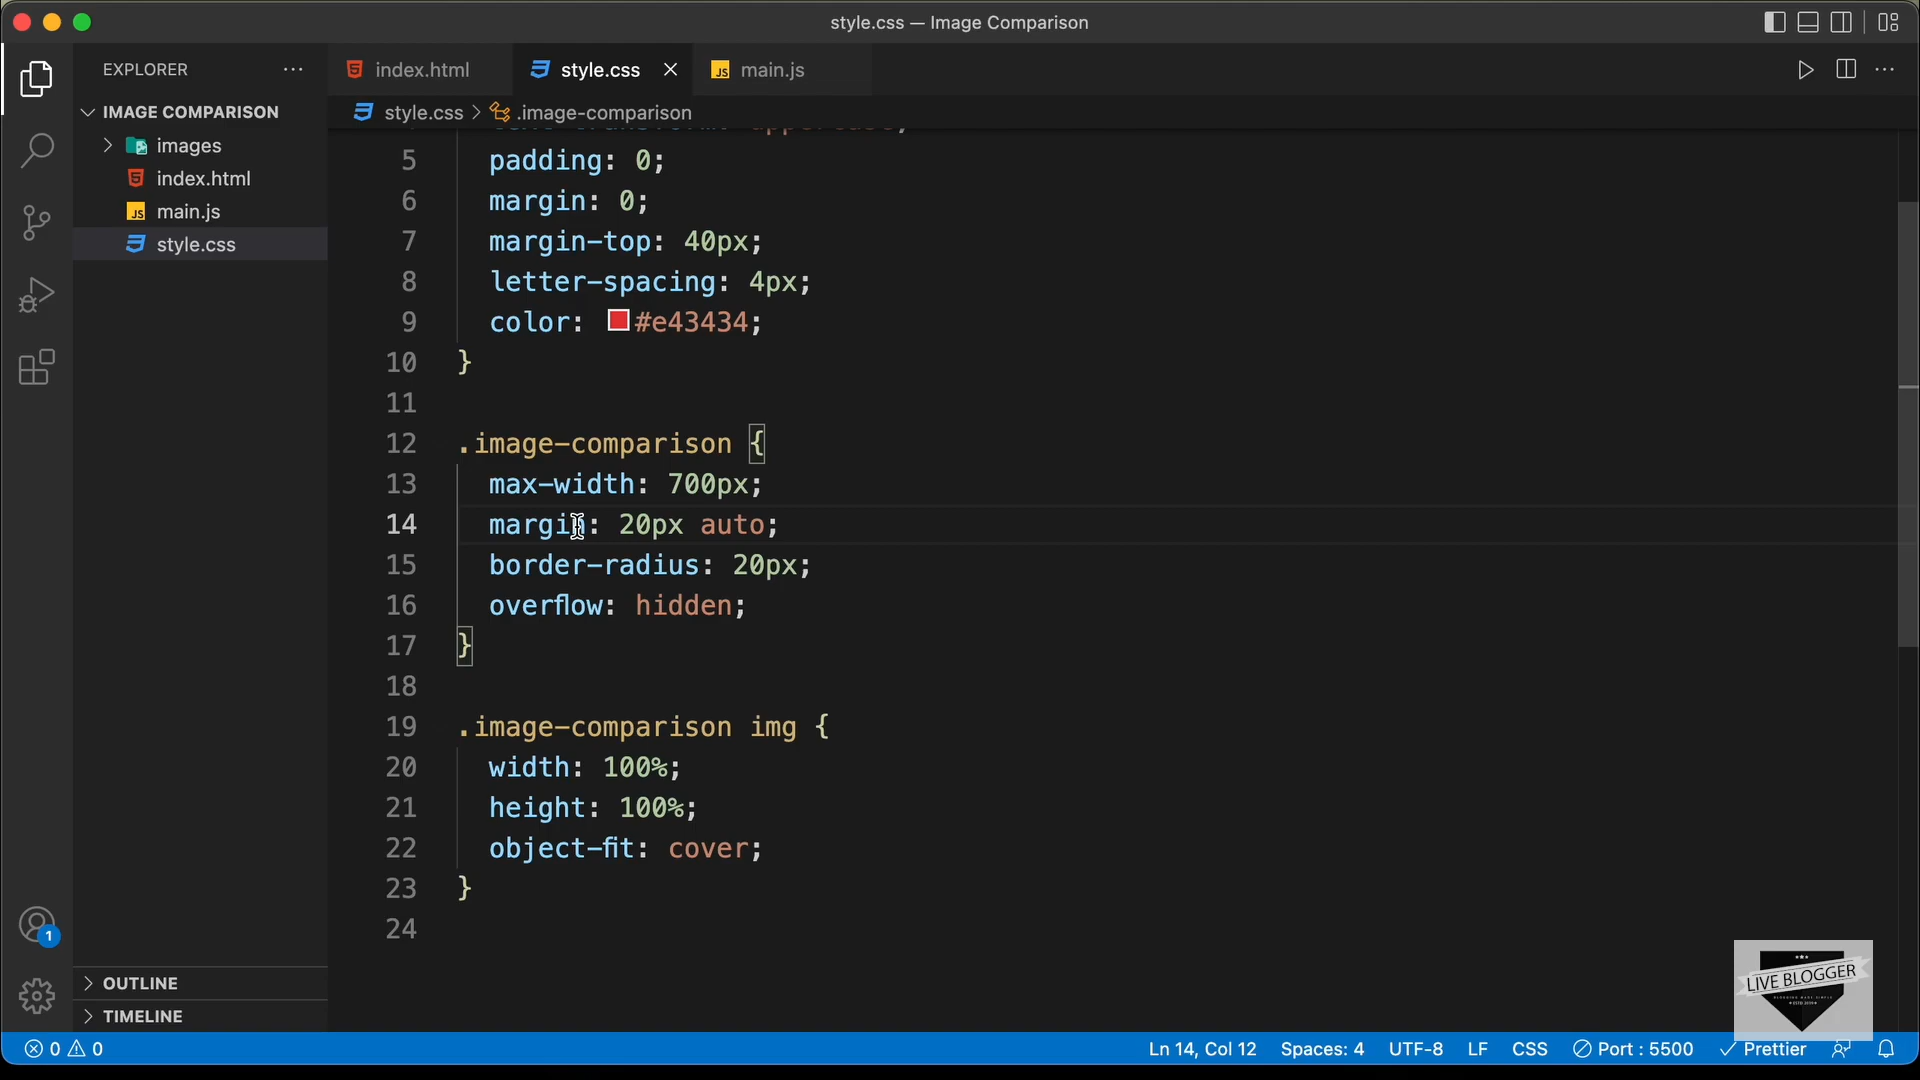 style.css — Image Comparison
EXPLORER
IMAGE COMPARISON
images
index.html
main.js
style.css
OUTLINE
TIMELINE
index.html
style.css
main.js
style.css > .image-comparison
5 padding: 0;
6 margin: 0;
7 margin-top: 40px;
8 letter-spacing: 4px;
9 color: #e43434;
10 }
11
12 .image-comparison {
13 max-width: 700px;
14 margin: 20px auto;
15 border-radius: 20px;
16 overflow: hidden;
17 }
18
19 .image-comparison img {
20 width: 100%;
21 height: 100%;
22 object-fit: cover;
23 }
24
LIVE BLOGGER
1
0 0
Ln 14, Col 12 Spaces: 4 UTF-8 LF CSS Port : 5500 Prettier